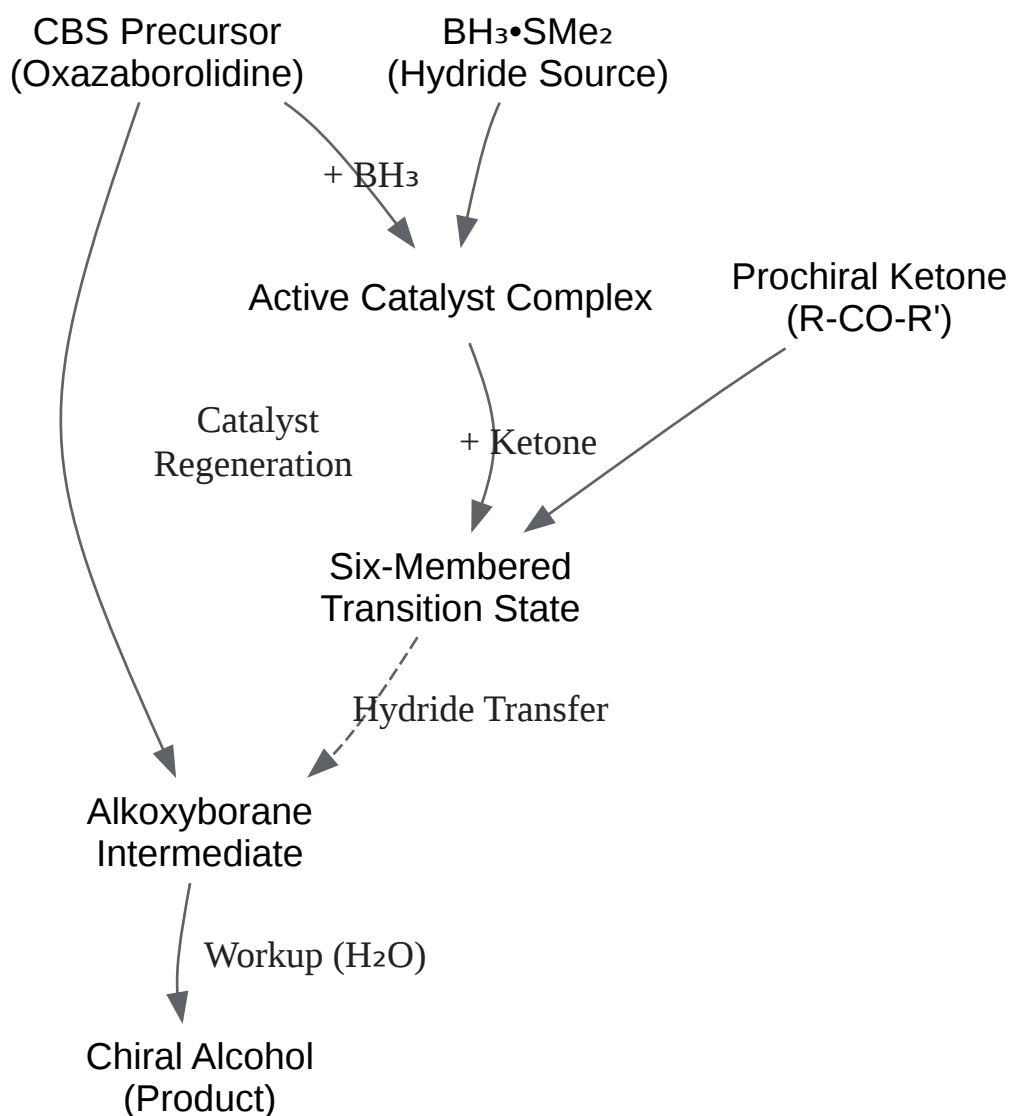 CBS Precursor
(Oxazaborolidine)
BH₃•SMe₂
(Hydride Source)
+ BH₃
Active Catalyst Complex
Prochiral Ketone
(R-CO-R')
Catalyst
Regeneration
+ Ketone
Six-Membered
Transition State
Hydride Transfer
Alkoxyborane
Intermediate
Workup (H₂O)
Chiral Alcohol
(Product)